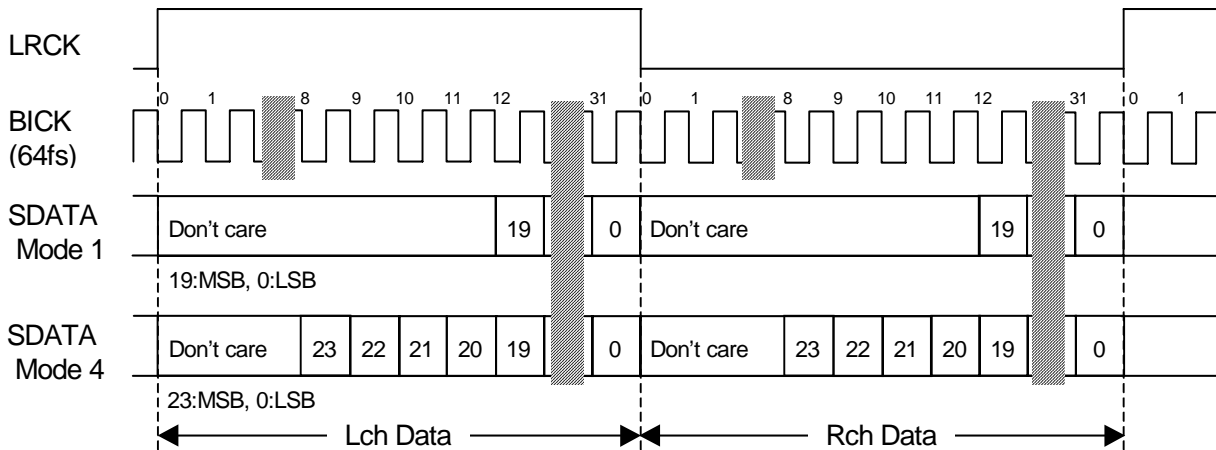 LRCK
0 1 8 9 10 11 12 31 0 1 8 9 10 11 12 31 0 1
BICK
(64fs)
SDATA
Mode 1
Don't care 19 0 Don't care 19 0
19:MSB, 0:LSB
SDATA
Mode 4
Don't care 23 22 21 20 19 0 Don't care 23 22 21 20 19 0
23:MSB, 0:LSB
Lch Data Rch Data